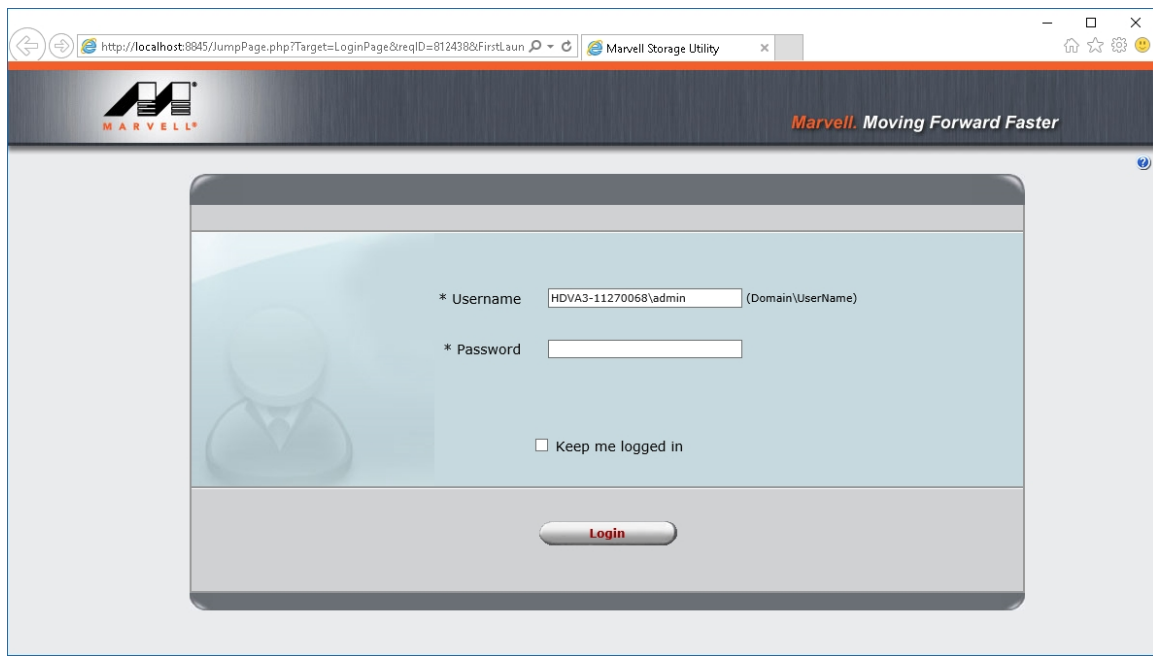 http://localhost:8845/JumpPage.php?Target=LoginPage&reqID=812438&FirstLaun
Marvell Storage Utility
MARVELL®
Marvell. Moving Forward Faster
* Username HDVA3-11270068\admin (Domain\UserName)
* Password
Keep me logged in
Login